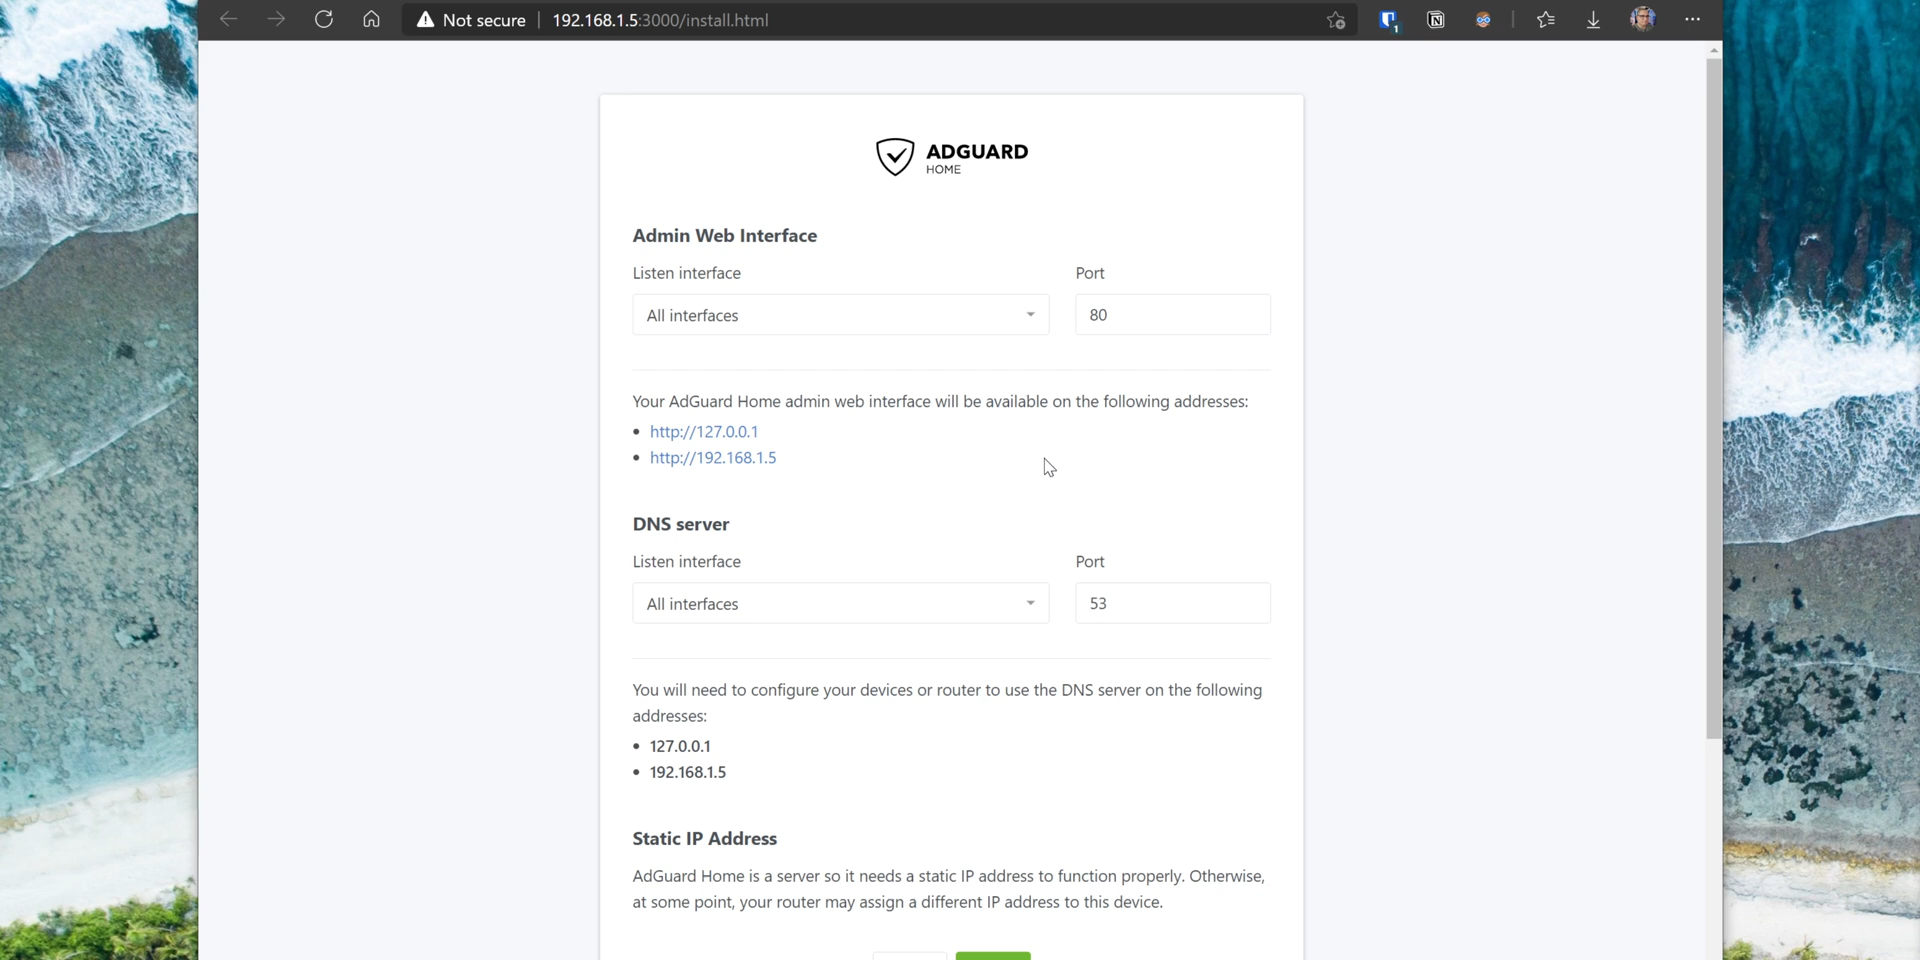 Not secure
192.168.1.5:3000/install.html
1
ADGUARD
HOME
Admin Web Interface
Listen interface
Port
All interfaces
80
Your AdGuard Home admin web interface will be available on the following addresses:
http://127.0.0.1
http://192.168.1.5
DNS server
Listen interface
Port
All interfaces
53
You will need to configure your devices or router to use the DNS server on the following
addresses:
127.0.0.1
192.168.1.5
Static IP Address
AdGuard Home is a server so it needs a static IP address to function properly. Otherwise,
at some point, your router may assign a different IP address to this device.